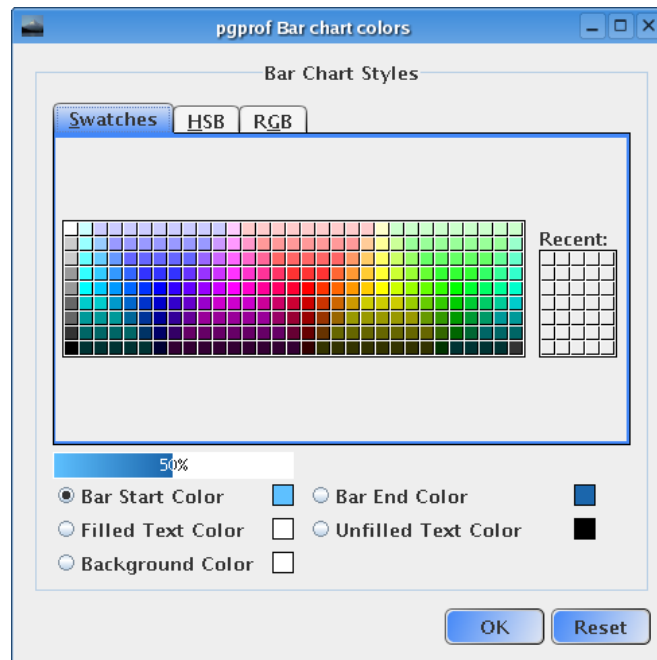 pgprof Bar chart colors
Bar Chart Styles
Swatches HSB RGB
Recent:
50%
Bar Start Color Bar End Color
Filled Text Color Unfilled Text Color
Background Color
OK Reset